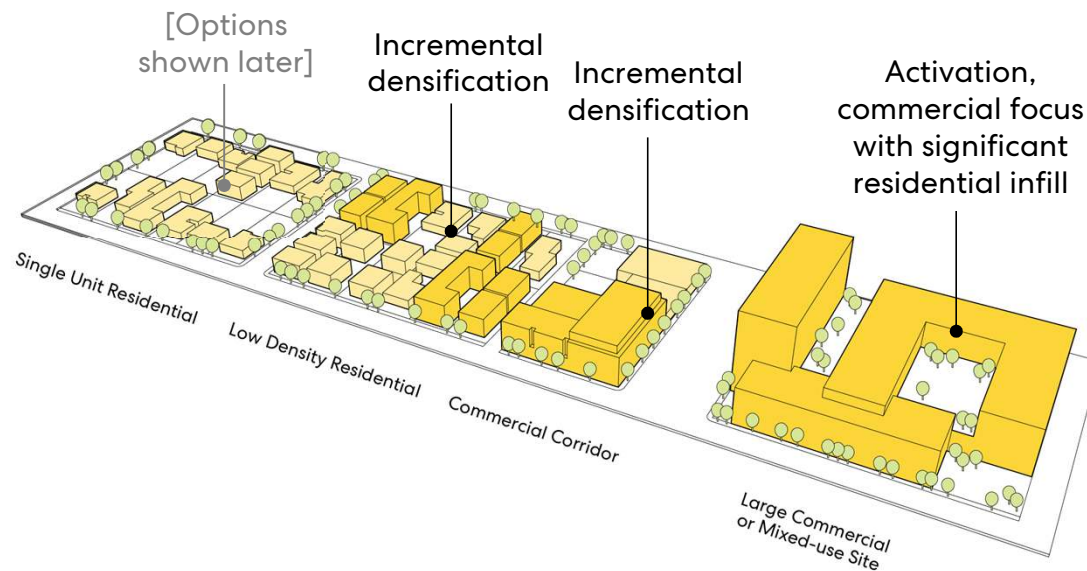 [Options
shown later]
Incremental
densification
Incremental
densification
Activation,
commercial focus
with significant
residential infill
Single Unit Residential
Low Density Residential
Commercial Corridor
Large Commercial
or Mixed-use Site